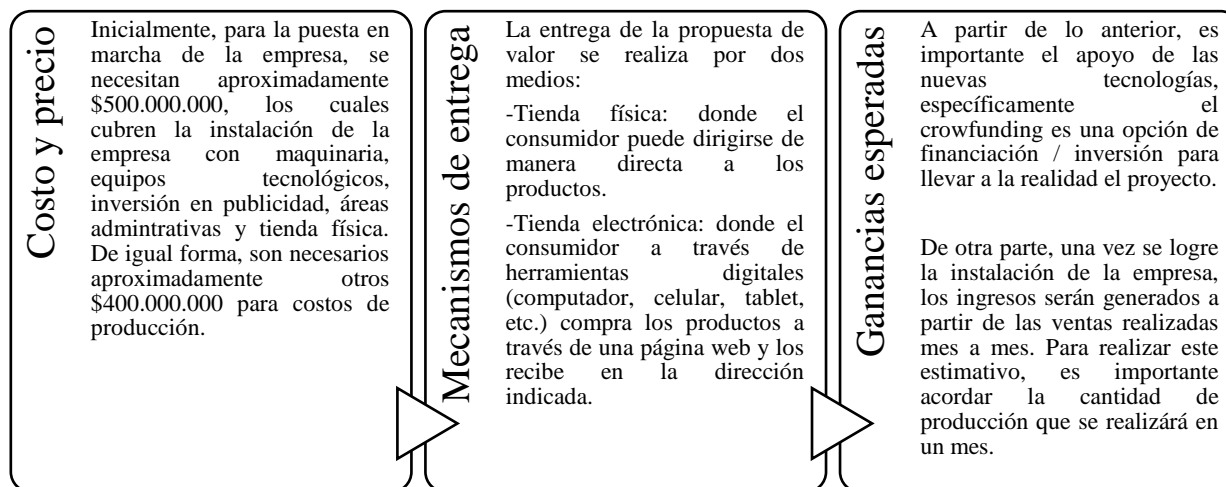 Costo y precio
Inicialmente, para la puesta en
marcha de la empresa, se
necesitan aproximadamente
$500.000.000, los cuales
cubren la instalación de la
empresa con maquinaria,
equipos tecnológicos,
inversión en publicidad, áreas
admintrativas y tienda física.
De igual forma, son necesarios
aproximadamente otros
$400.000.000 para costos de
producción.
Mecanismos de entrega
La entrega de la propuesta de
valor se realiza por dos
medios:
-Tienda física: donde el
consumidor puede dirigirse de
manera directa a los
productos.
-Tienda electrónica: donde el
consumidor a través de
herramientas digitales
(computador, celular, tablet,
etc.) compra los productos a
través de una página web y los
recibe en la dirección
indicada.
Ganancias esperadas
A partir de lo anterior, es
importante el apoyo de las
nuevas tecnologías,
específicamente el
crowfunding es una opción de
financiación / inversión para
llevar a la realidad el proyecto.
De otra parte, una vez se logre
la instalación de la empresa,
los ingresos serán generados a
partir de las ventas realizadas
mes a mes. Para realizar este
estimativo, es importante
acordar la cantidad de
producción que se realizárá en
un mes.